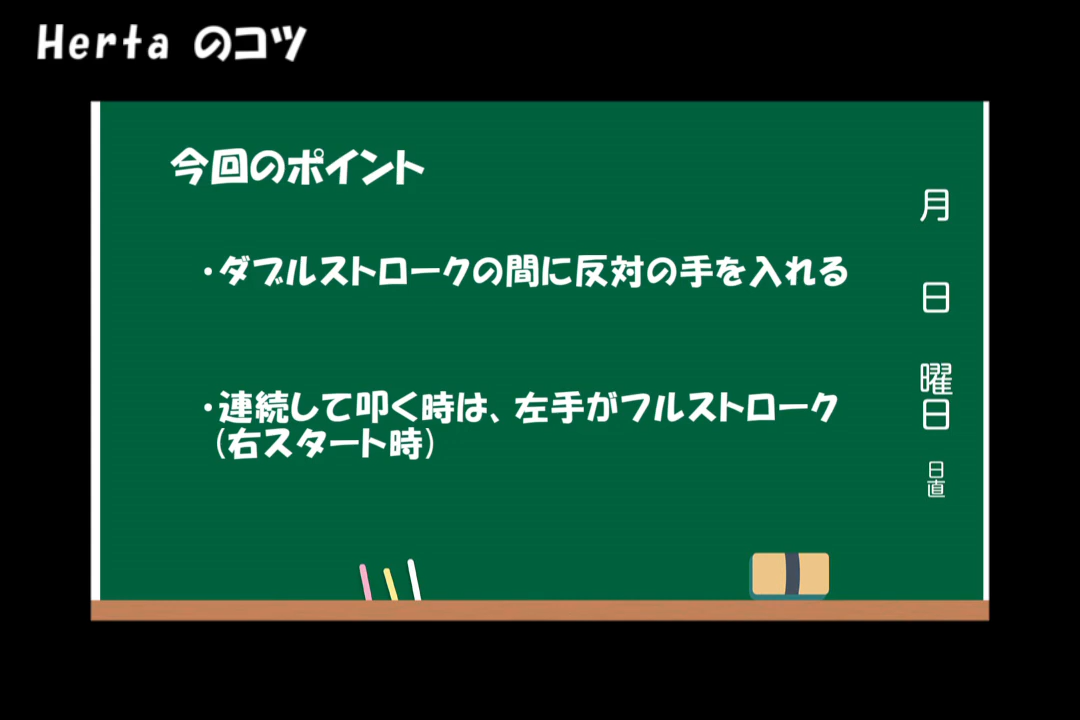 Herta のコツ
今回のポイント
・ダブルストロークの間に反対の手を入れる
・連続して叩く時は、左手がフルストローク
(右スタート時)
月
日
曜
日
日
直